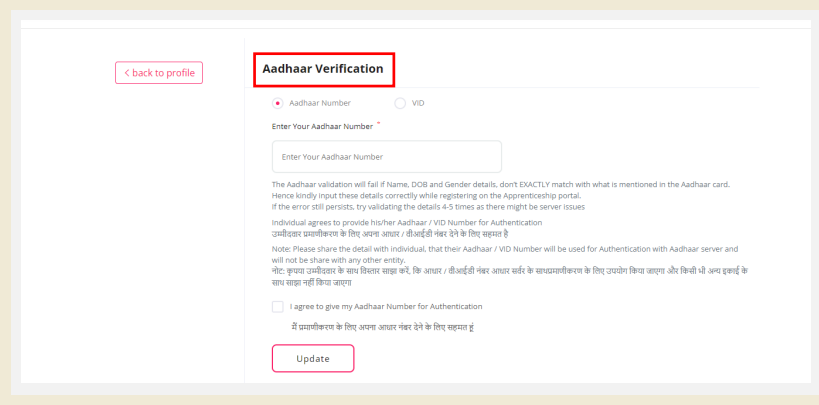 < back to profile
Aadhaar Verification
Aadhaar Number
VID
Enter Your Aadhaar Number *
Enter Your Aadhaar Number
The Aadhaar validation will fail if Name, DOB and Gender details, don't EXACTLY match with what is mentioned in the Aadhaar card.
Hence kindly input these details correctly while registering on the Apprenticeship portal.
If the error still persists, try validating the details 4-5 times as there might be server issues
Individual agrees to provide his/her Aadhaar / VID Number for Authentication
उम्मीदवार प्रमाणीकरण के लिए अपना आधार / वीआईडी नंबर देने के लिए सहमत है
Note: Please share the detail with individual, that their Aadhaar / VID Number will be used for Authentication with Aadhaar server and
will not be share with any other entity.
नोट: कृपया उम्मीदवार के साथ विस्तार साझा करें, कि आधार / वीआईडी नंबर आधार सर्वर के साथप्रमाणीकरण के लिए उपयोग किया जाएगा और किसी भी अन्य इकाई के
साथ साझा नहीं किया जाएगा
I agree to give my Aadhaar Number for Authentication
मैं प्रमाणीकरण के लिए अपना आधार नंबर देने के लिए सहमत हूं
Update